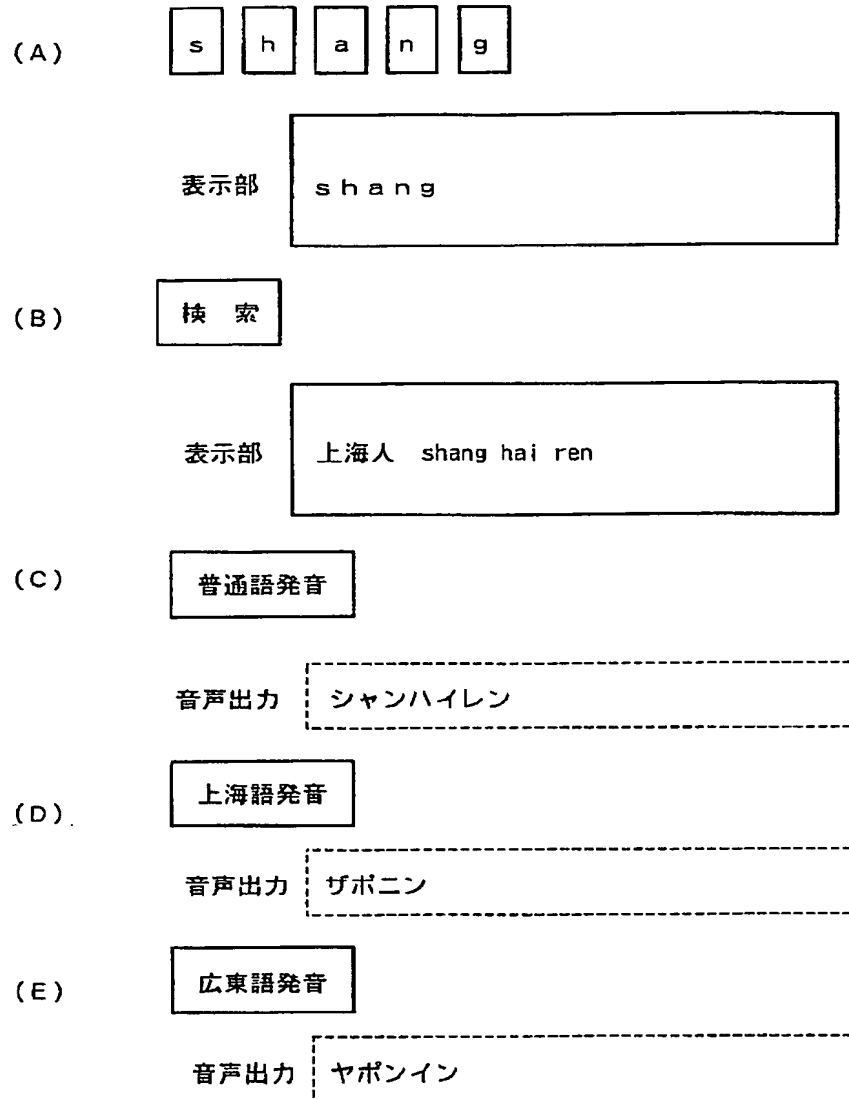 (A) s h a n g
表示部 shang
(B) 検 索
表示部 上海人 shang hai ren
(C) 普通語発音
音声出力 シャンハイレン
(D) 上海語発音
音声出力 ザポニン
(E) 広東語発音
音声出力 ヤポンイン